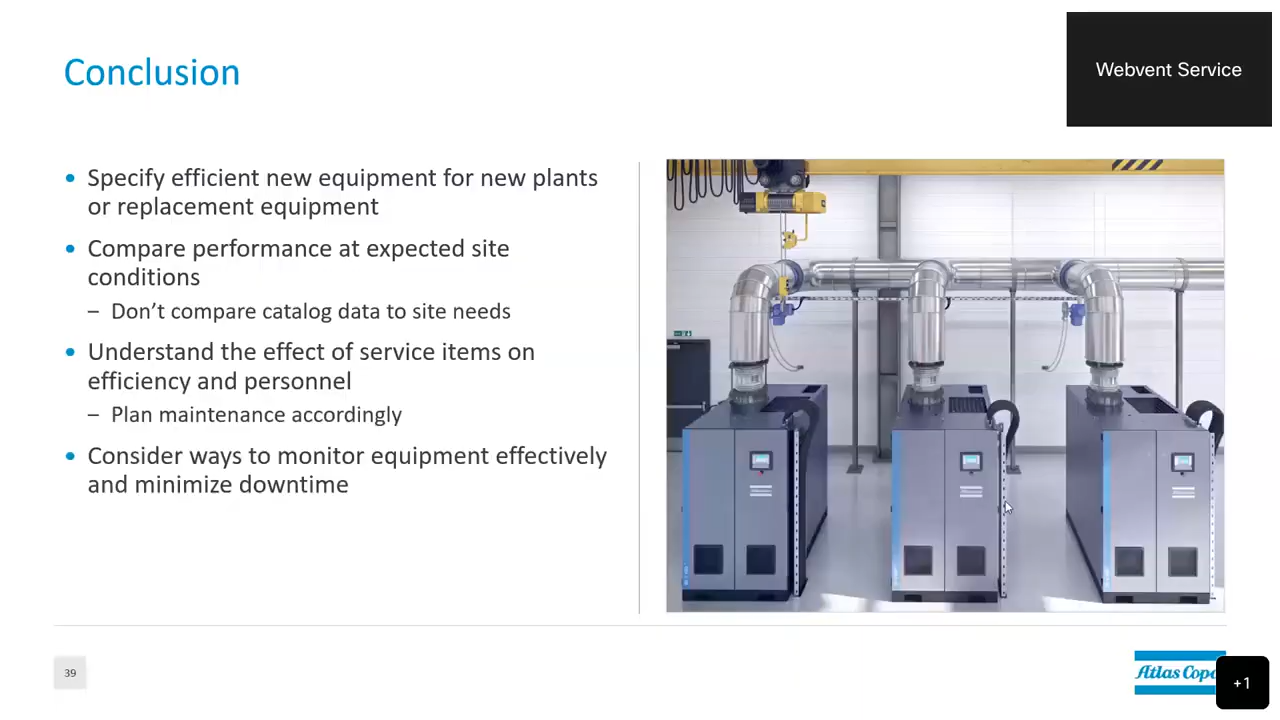 Conclusion
Webvent Service
• Specify efficient new equipment for new plants
or replacement equipment
• Compare performance at expected site
conditions
– Don’t compare catalog data to site needs
• Understand the effect of service items on
efficiency and personnel
– Plan maintenance accordingly
• Consider ways to monitor equipment effectively
and minimize downtime
39
Atlas Cop
+1